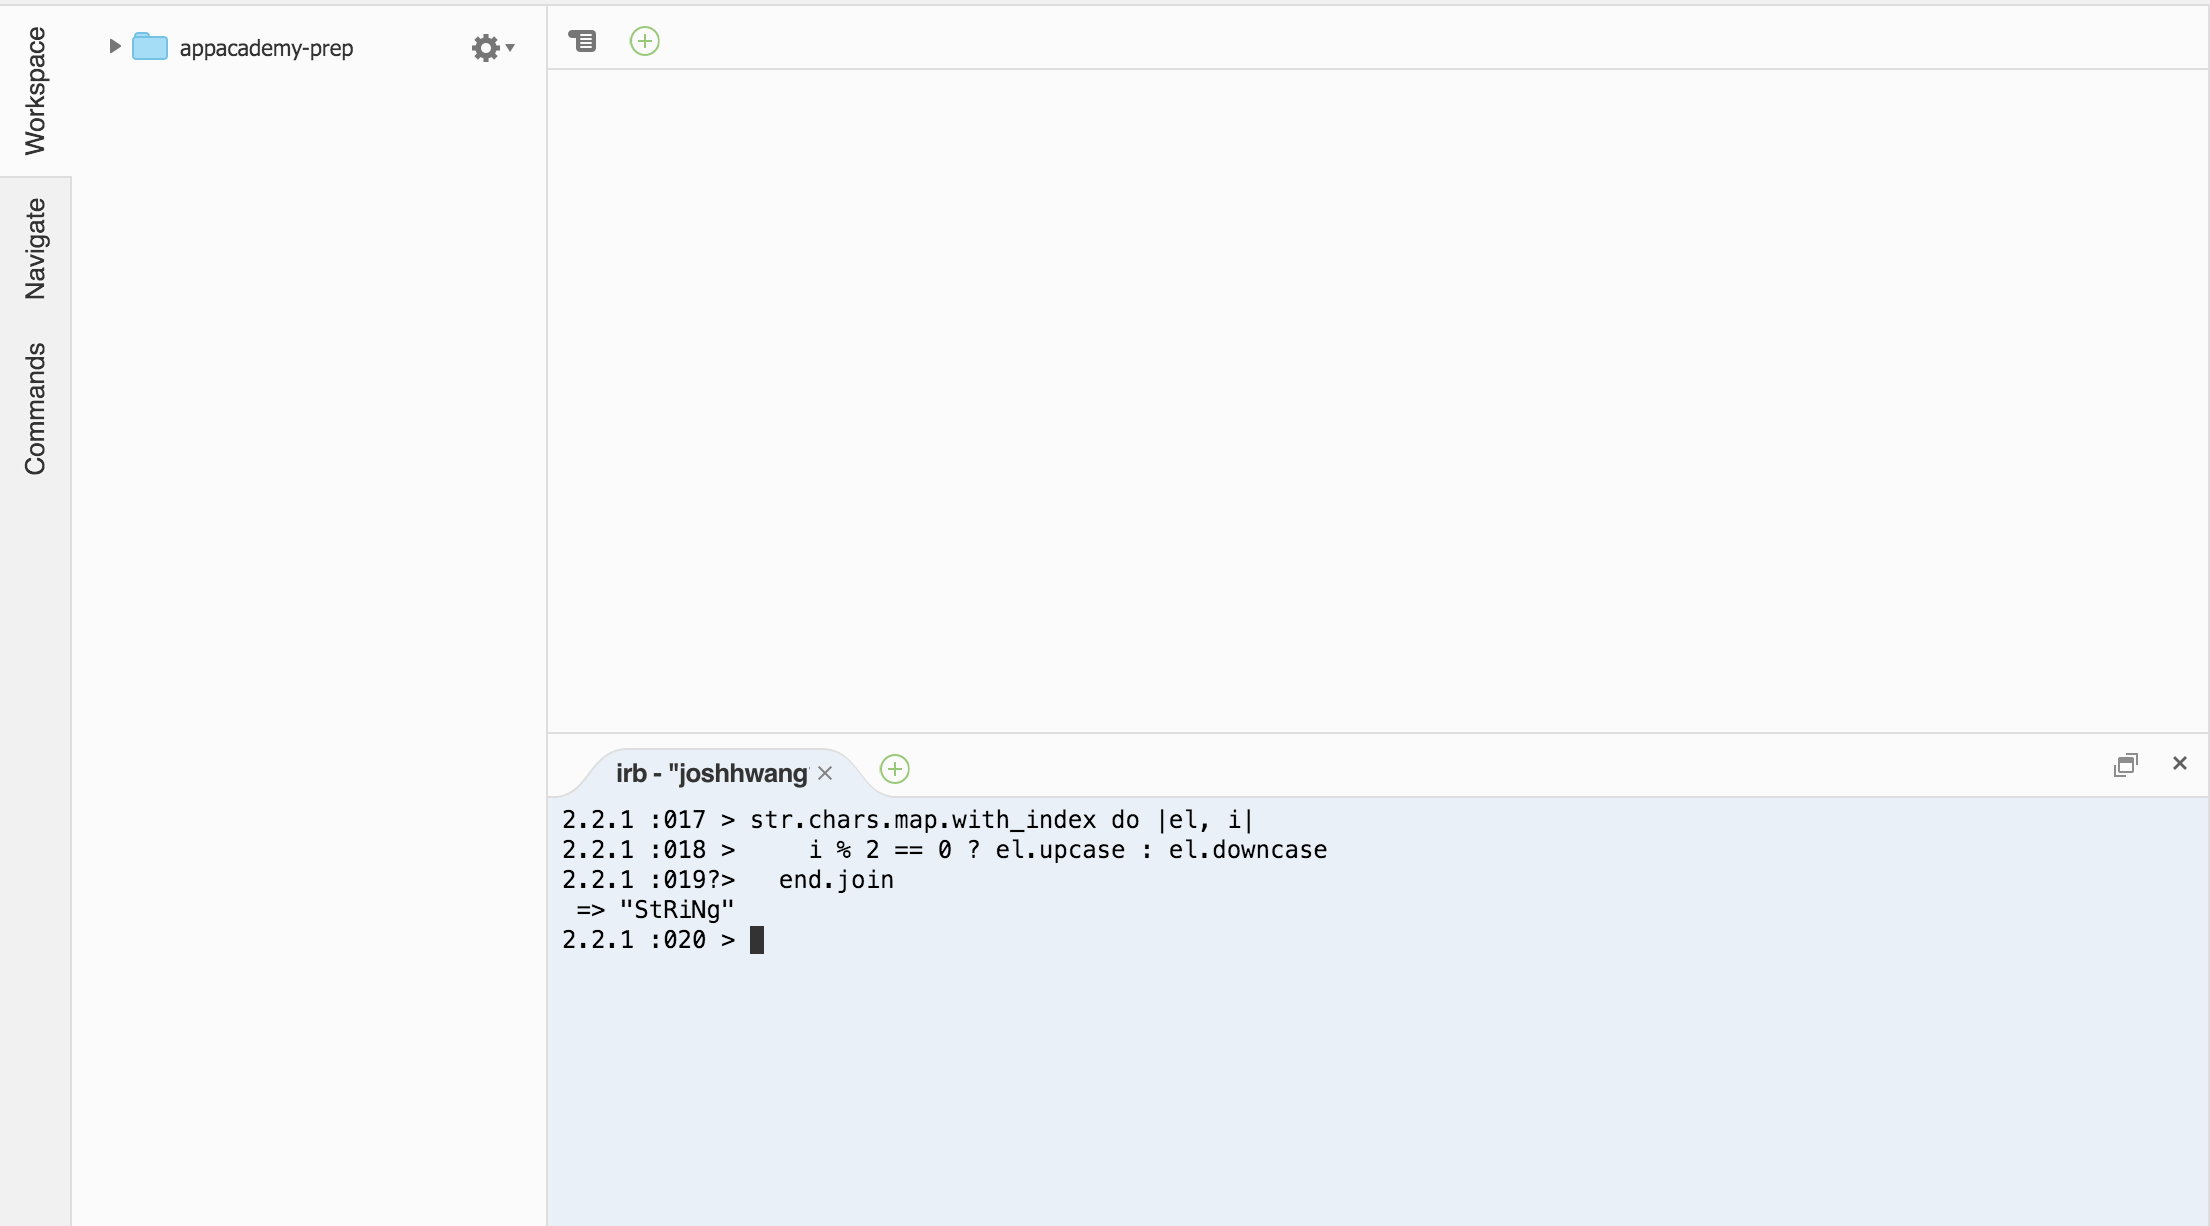 Workspace
Navigate
Commands
appacademy-prep
irb - "joshhwang
2.2.1 :017 > str.chars.map.with_index do |el, i|
2.2.1 :018 >     i % 2 == 0 ? el.upcase : el.downcase
2.2.1 :019?>   end.join
 => "StRiNg"
2.2.1 :020 >